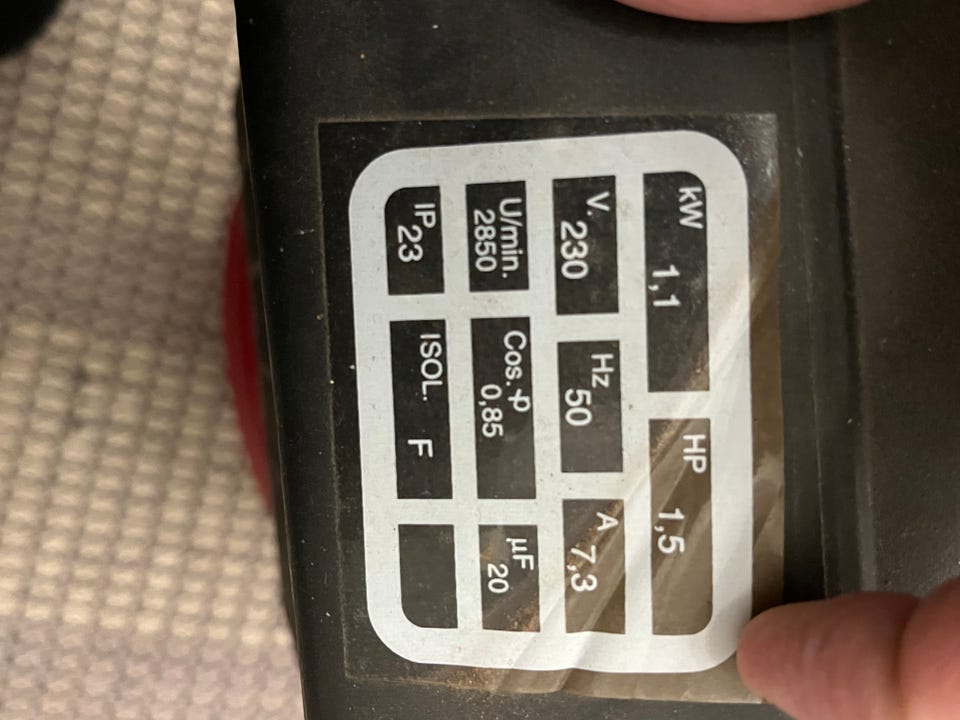 kW 1,1 HP 1,5
V. 230 Hz 50 A 7,3
U/min. 2850 Cos. φ 0,85 µF 20
IP 23 ISOL. F